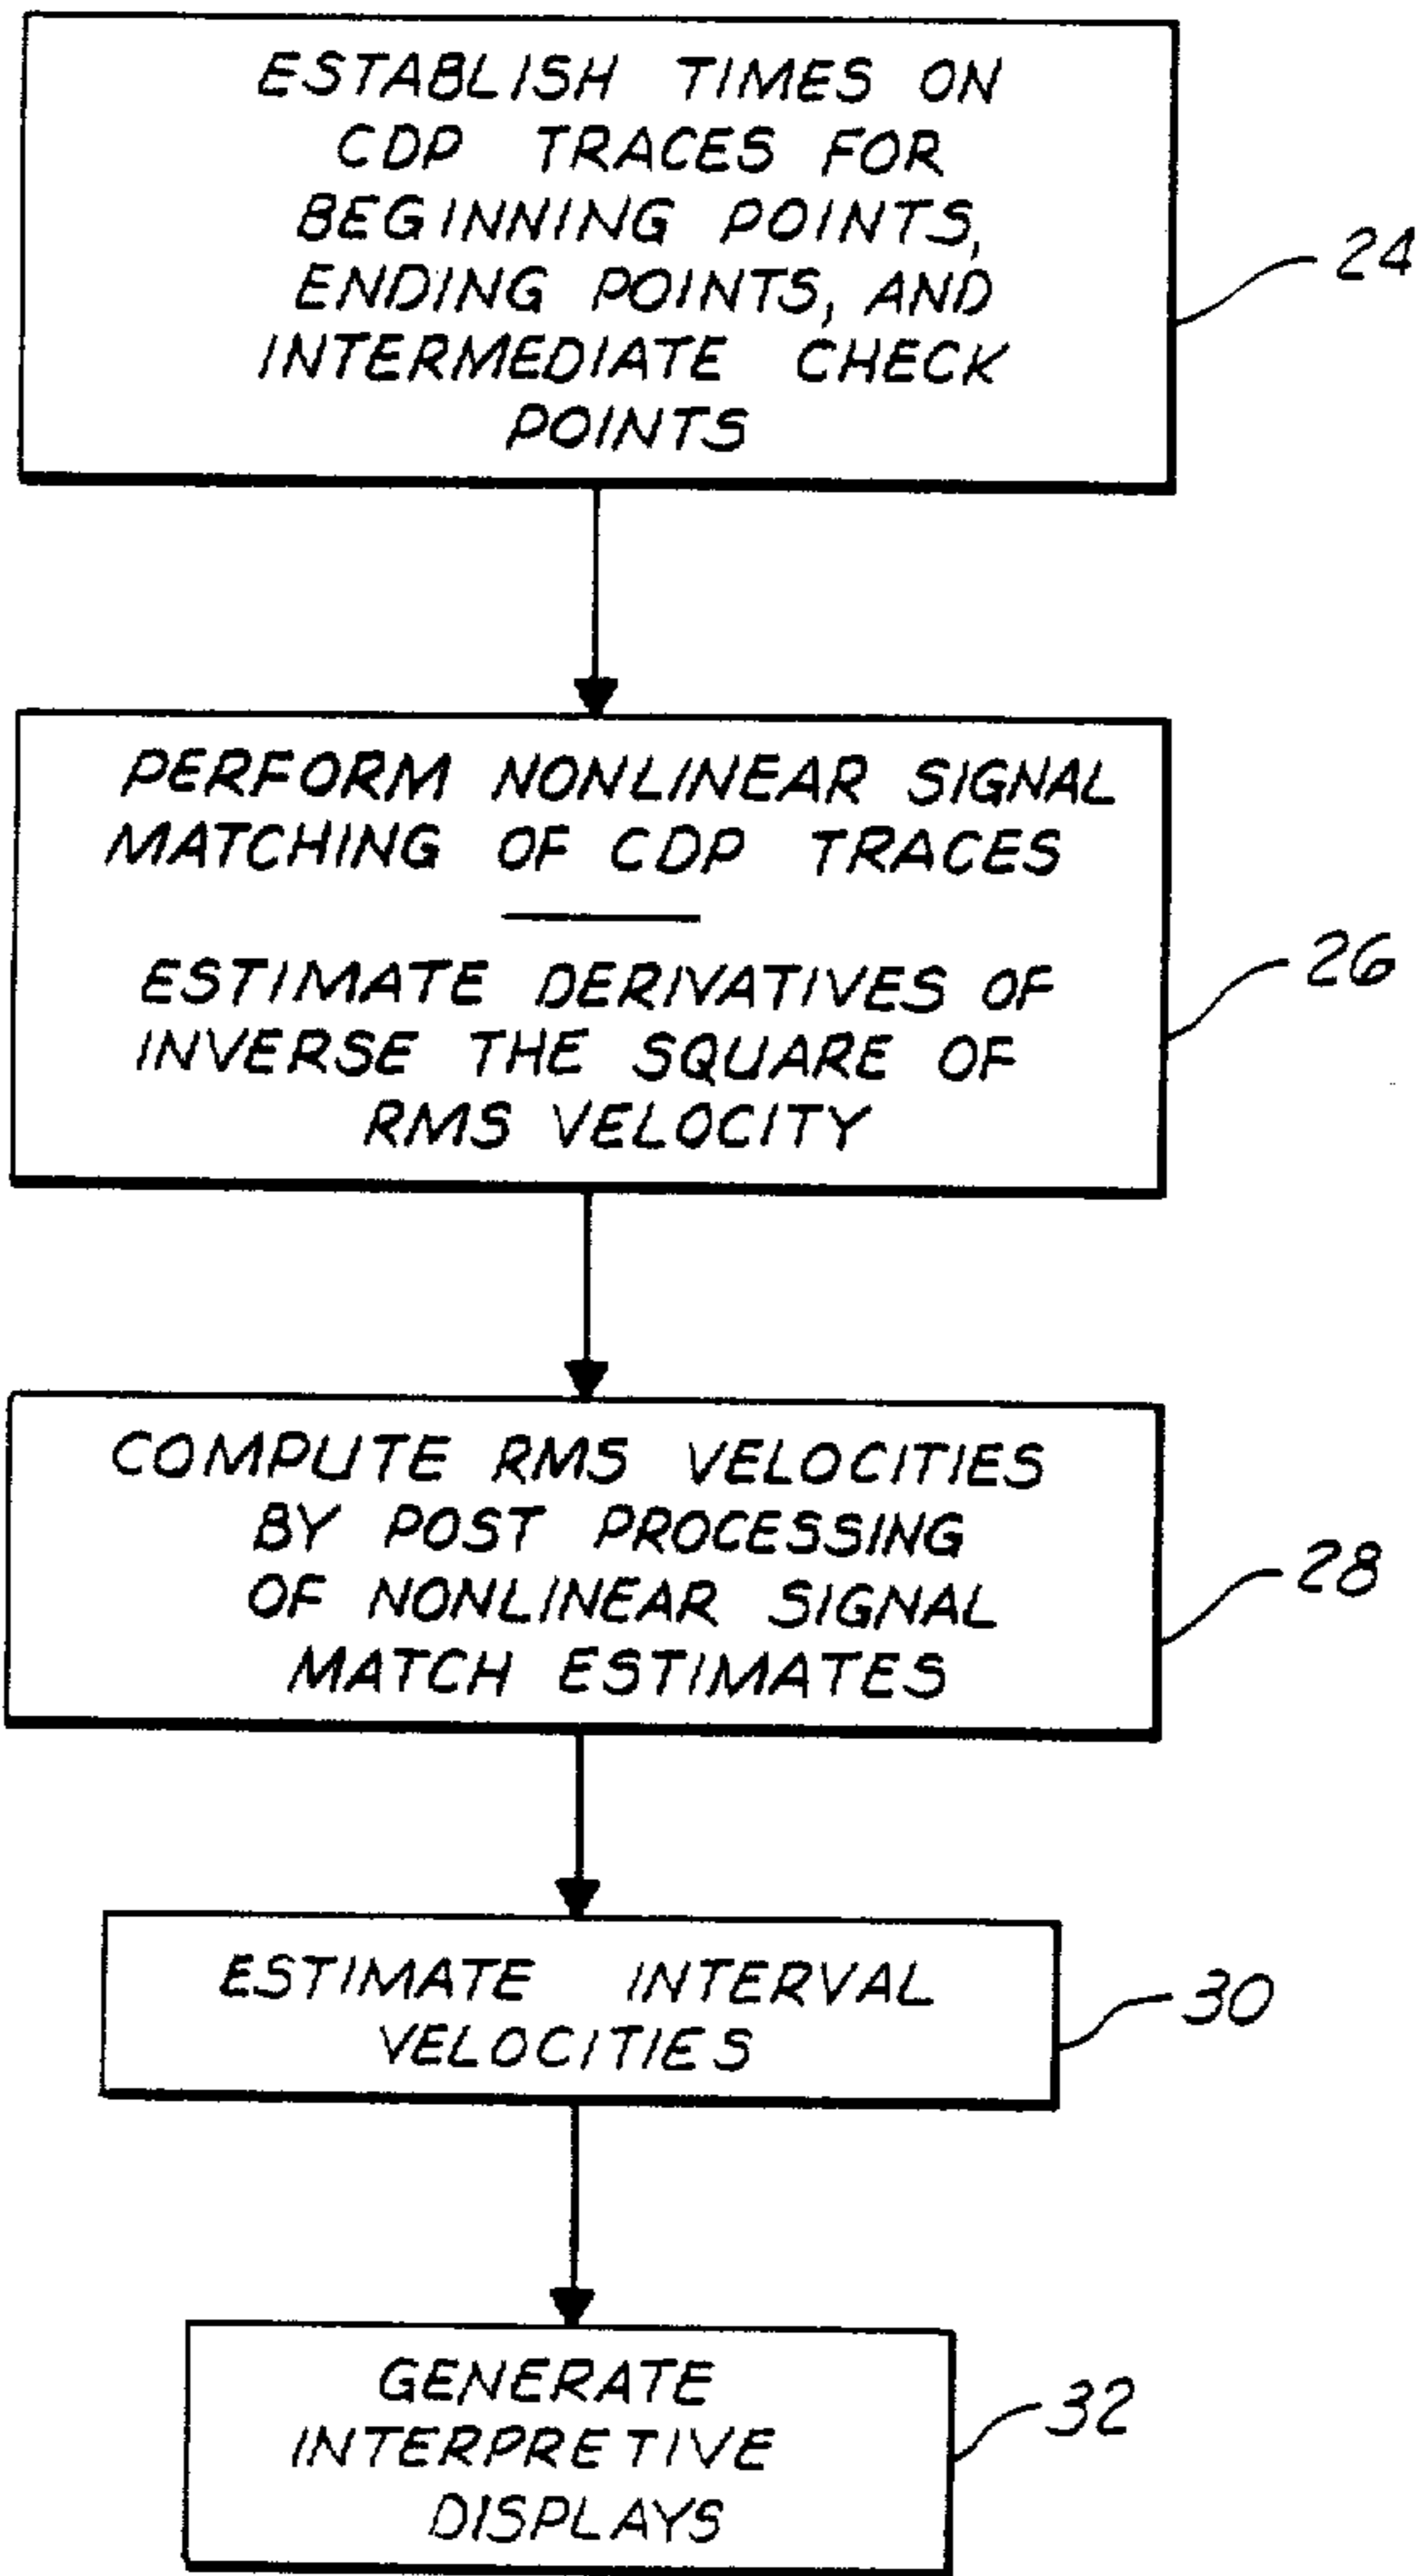 ESTABLISH TIMES ON
CDP TRACES FOR
BEGINNING POINTS,
ENDING POINTS, AND
INTERMEDIATE CHECK
POINTS
24
PERFORM NONLINEAR SIGNAL
MATCHING OF CDP TRACES
ESTIMATE DERIVATIVES OF
INVERSE THE SQUARE OF
RMS VELOCITY
26
COMPUTE RMS VELOCITIES
BY POST PROCESSING
OF NONLINEAR SIGNAL
MATCH ESTIMATES
28
ESTIMATE INTERVAL
VELOCITIES
30
GENERATE
INTERPRETIVE
DISPLAYS
32